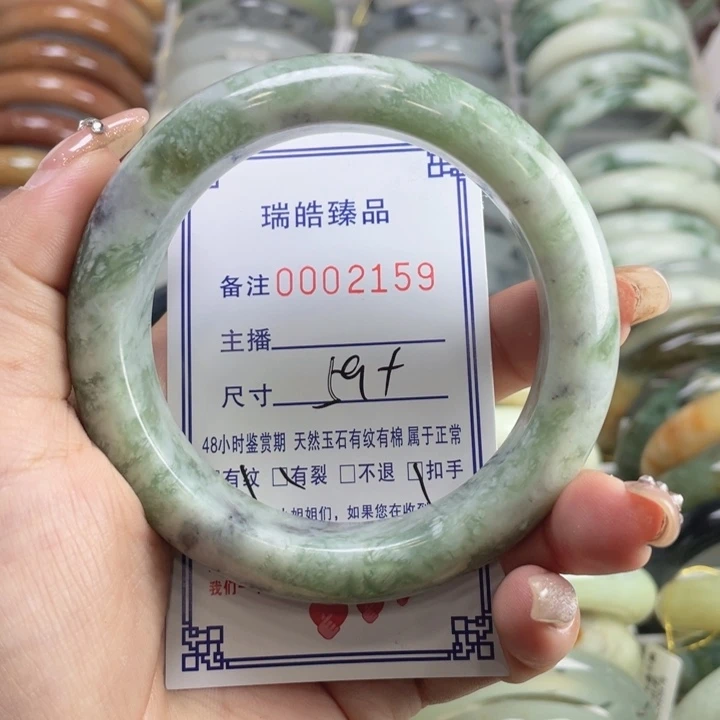 瑞皓臻品
备注0002159
主播
尺寸 59+
48小时鉴赏期 天然玉石有纹有棉 属于正常
有纹 □有裂 □不退 □扣手
姐姐们，如果您在收到
我们一